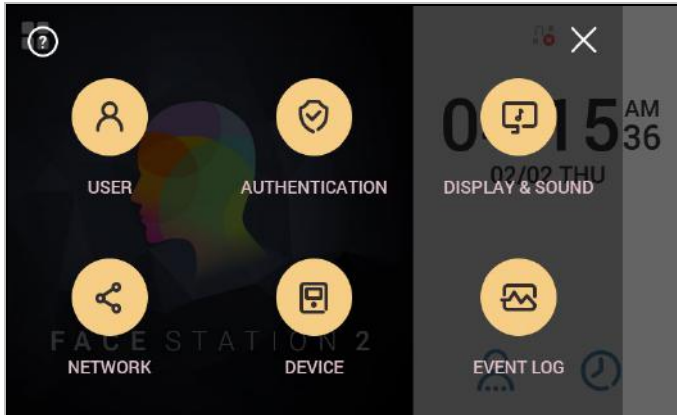 ?
AM
36
02/02 THU
USER
AUTHENTICATION
DISPLAY & SOUND
FACE STATION 2
NETWORK
DEVICE
EVENT LOG